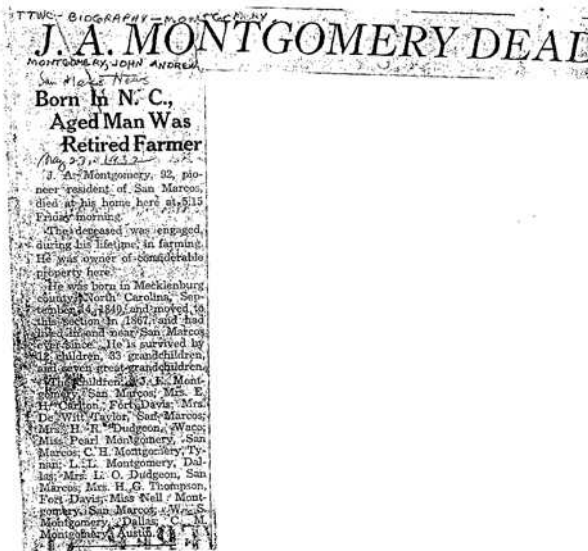 TTWC - BIOGRAPHY - MONTGOMERY,
J. A. MONTGOMERY DEAD
MONTGOMERY, JOHN ANDREW
San Marcos News
Born In N. C.,
Aged Man Was
Retired Farmer
May 27, 1932
J. A. Montgomery, 92, pio-
neer resident of San Marcos,
died at his home here at 5:15
Friday morning.
The deceased was engaged,
during his lifetime, in farming.
He was owner of considerable
property here.
He was born in Mecklenburg
county, North Carolina, Sep-
tember 14, 1849, and moved to
this section in 1867, and had
lived in and near San Marcos
ever since. He is survived by
12 children, 33 grandchildren,
and seven great-grandchildren.
The children: J. E. Mont-
gomery, San Marcos; Mrs. E.
H. Carlton, Fort Davis; Mrs.
De Witt Taylor, San Marcos;
Mrs. H. R. Dudgeon, Waco;
Miss Pearl Montgomery, San
Marcos; C. H. Montgomery, Ty-
nan; L. L. Montgomery, Dal-
las; Mrs. L. O. Dudgeon, San
Marcos; Mrs. H. G. Thompson,
Fort Davis; Miss Nell Mont-
gomery, San Marcos; W. S.
Montgomery, Dallas; C. M.
Montgomery, Austin.